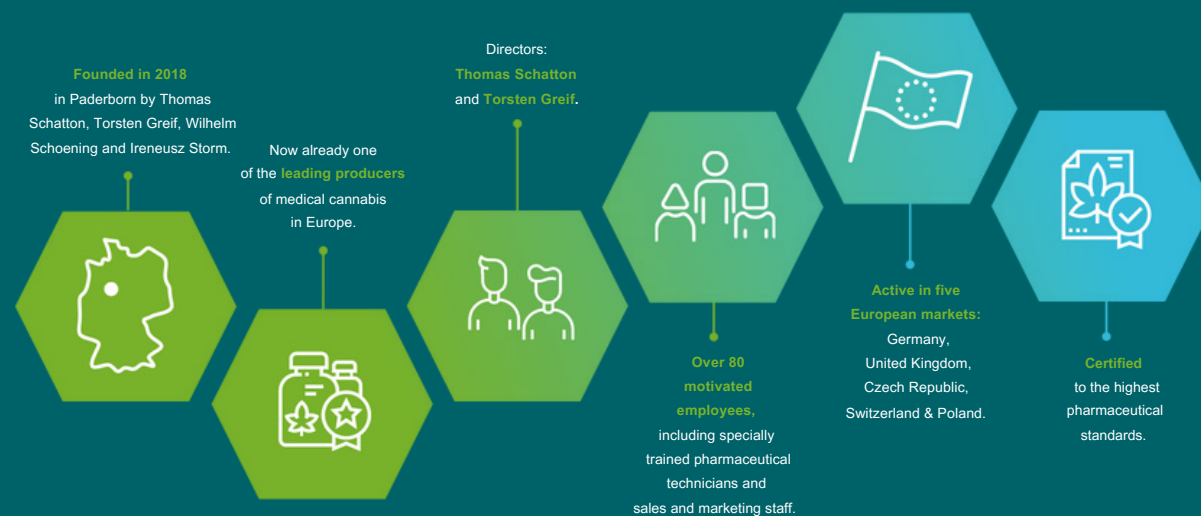 Founded in 2018
in Paderborn by Thomas
Schatton, Torsten Greif, Wilhelm
Schoening and Ireneusz Storm.
Now already one
of the leading producers
of medical cannabis
in Europe.
Directors:
Thomas Schatton
and Torsten Greif.
Over 80
motivated
employees,
including specially
trained pharmaceutical
technicians and
sales and marketing staff.
Active in five
European markets:
Germany,
United Kingdom,
Czech Republic,
Switzerland & Poland.
Certified
to the highest
pharmaceutical
standards.